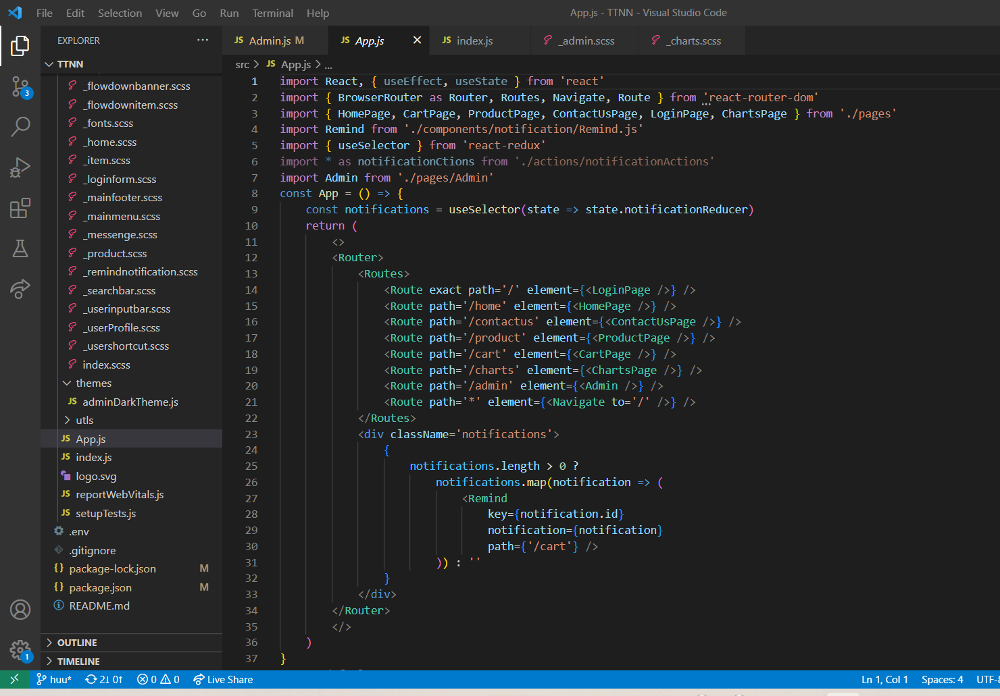 File Edit Selection View Go Run Terminal Help
App.js - TTNN - Visual Studio Code
EXPLORER ...
JS Admin.js M
JS App.js ×
JS index.js
_admin.scss
_charts.scss
TTNN
src > JS App.js > ...
_flowdownbanner.scss
_flowdownitem.scss
_fonts.scss
_home.scss
_item.scss
_loginform.scss
_mainfooter.scss
_mainmenu.scss
_messenge.scss
_product.scss
_remindnotification.scss
_searchbar.scss
_userinputbar.scss
_userProfile.scss
_usershortcut.scss
index.scss
themes
JS adminDarkTheme.js
utls
JS App.js
JS index.js
logo.svg
JS reportWebVitals.js
JS setupTests.js
.env
.gitignore
{} package-lock.json M
{} package.json M
README.md
OUTLINE
TIMELINE
3
1
1 import React, { useEffect, useState } from 'react'
2 import { BrowserRouter as Router, Routes, Navigate, Route } from 'react-router-dom'
3 import { HomePage, CartPage, ProductPage, ContactUsPage, LoginPage, ChartsPage } from './pages'
4 import Remind from './components/notification/Remind.js'
5 import { useSelector } from 'react-redux'
6 import * as notificationCtions from './actions/notificationActions'
7 import Admin from './pages/Admin'
8 const App = () => {
9 const notifications = useSelector(state => state.notificationReducer)
10 return (
11 <>
12 <Router>
13 <Routes>
14 <Route exact path='/' element={<LoginPage />} />
15 <Route path='/home' element={<HomePage />} />
16 <Route path='/contactus' element={<ContactUsPage />} />
17 <Route path='/product' element={<ProductPage />} />
18 <Route path='/cart' element={<CartPage />} />
19 <Route path='/charts' element={<ChartsPage />} />
20 <Route path='/admin' element={<Admin />} />
21 <Route path='*' element={<Navigate to='/' />} />
22 </Routes>
23 <div className='notifications'>
24 {
25 notifications.length > 0 ?
26 notifications.map(notification => (
27 <Remind
28 key={notification.id}
29 notification={notification}
30 path={'/cart'} />
31 )) : ''
32 }
33 </div>
34 </Router>
35 </>
36 )
37 }
huu* 2↓ 0↑ 0 0 Live Share
Ln 1, Col 1 Spaces: 4 UTF-8